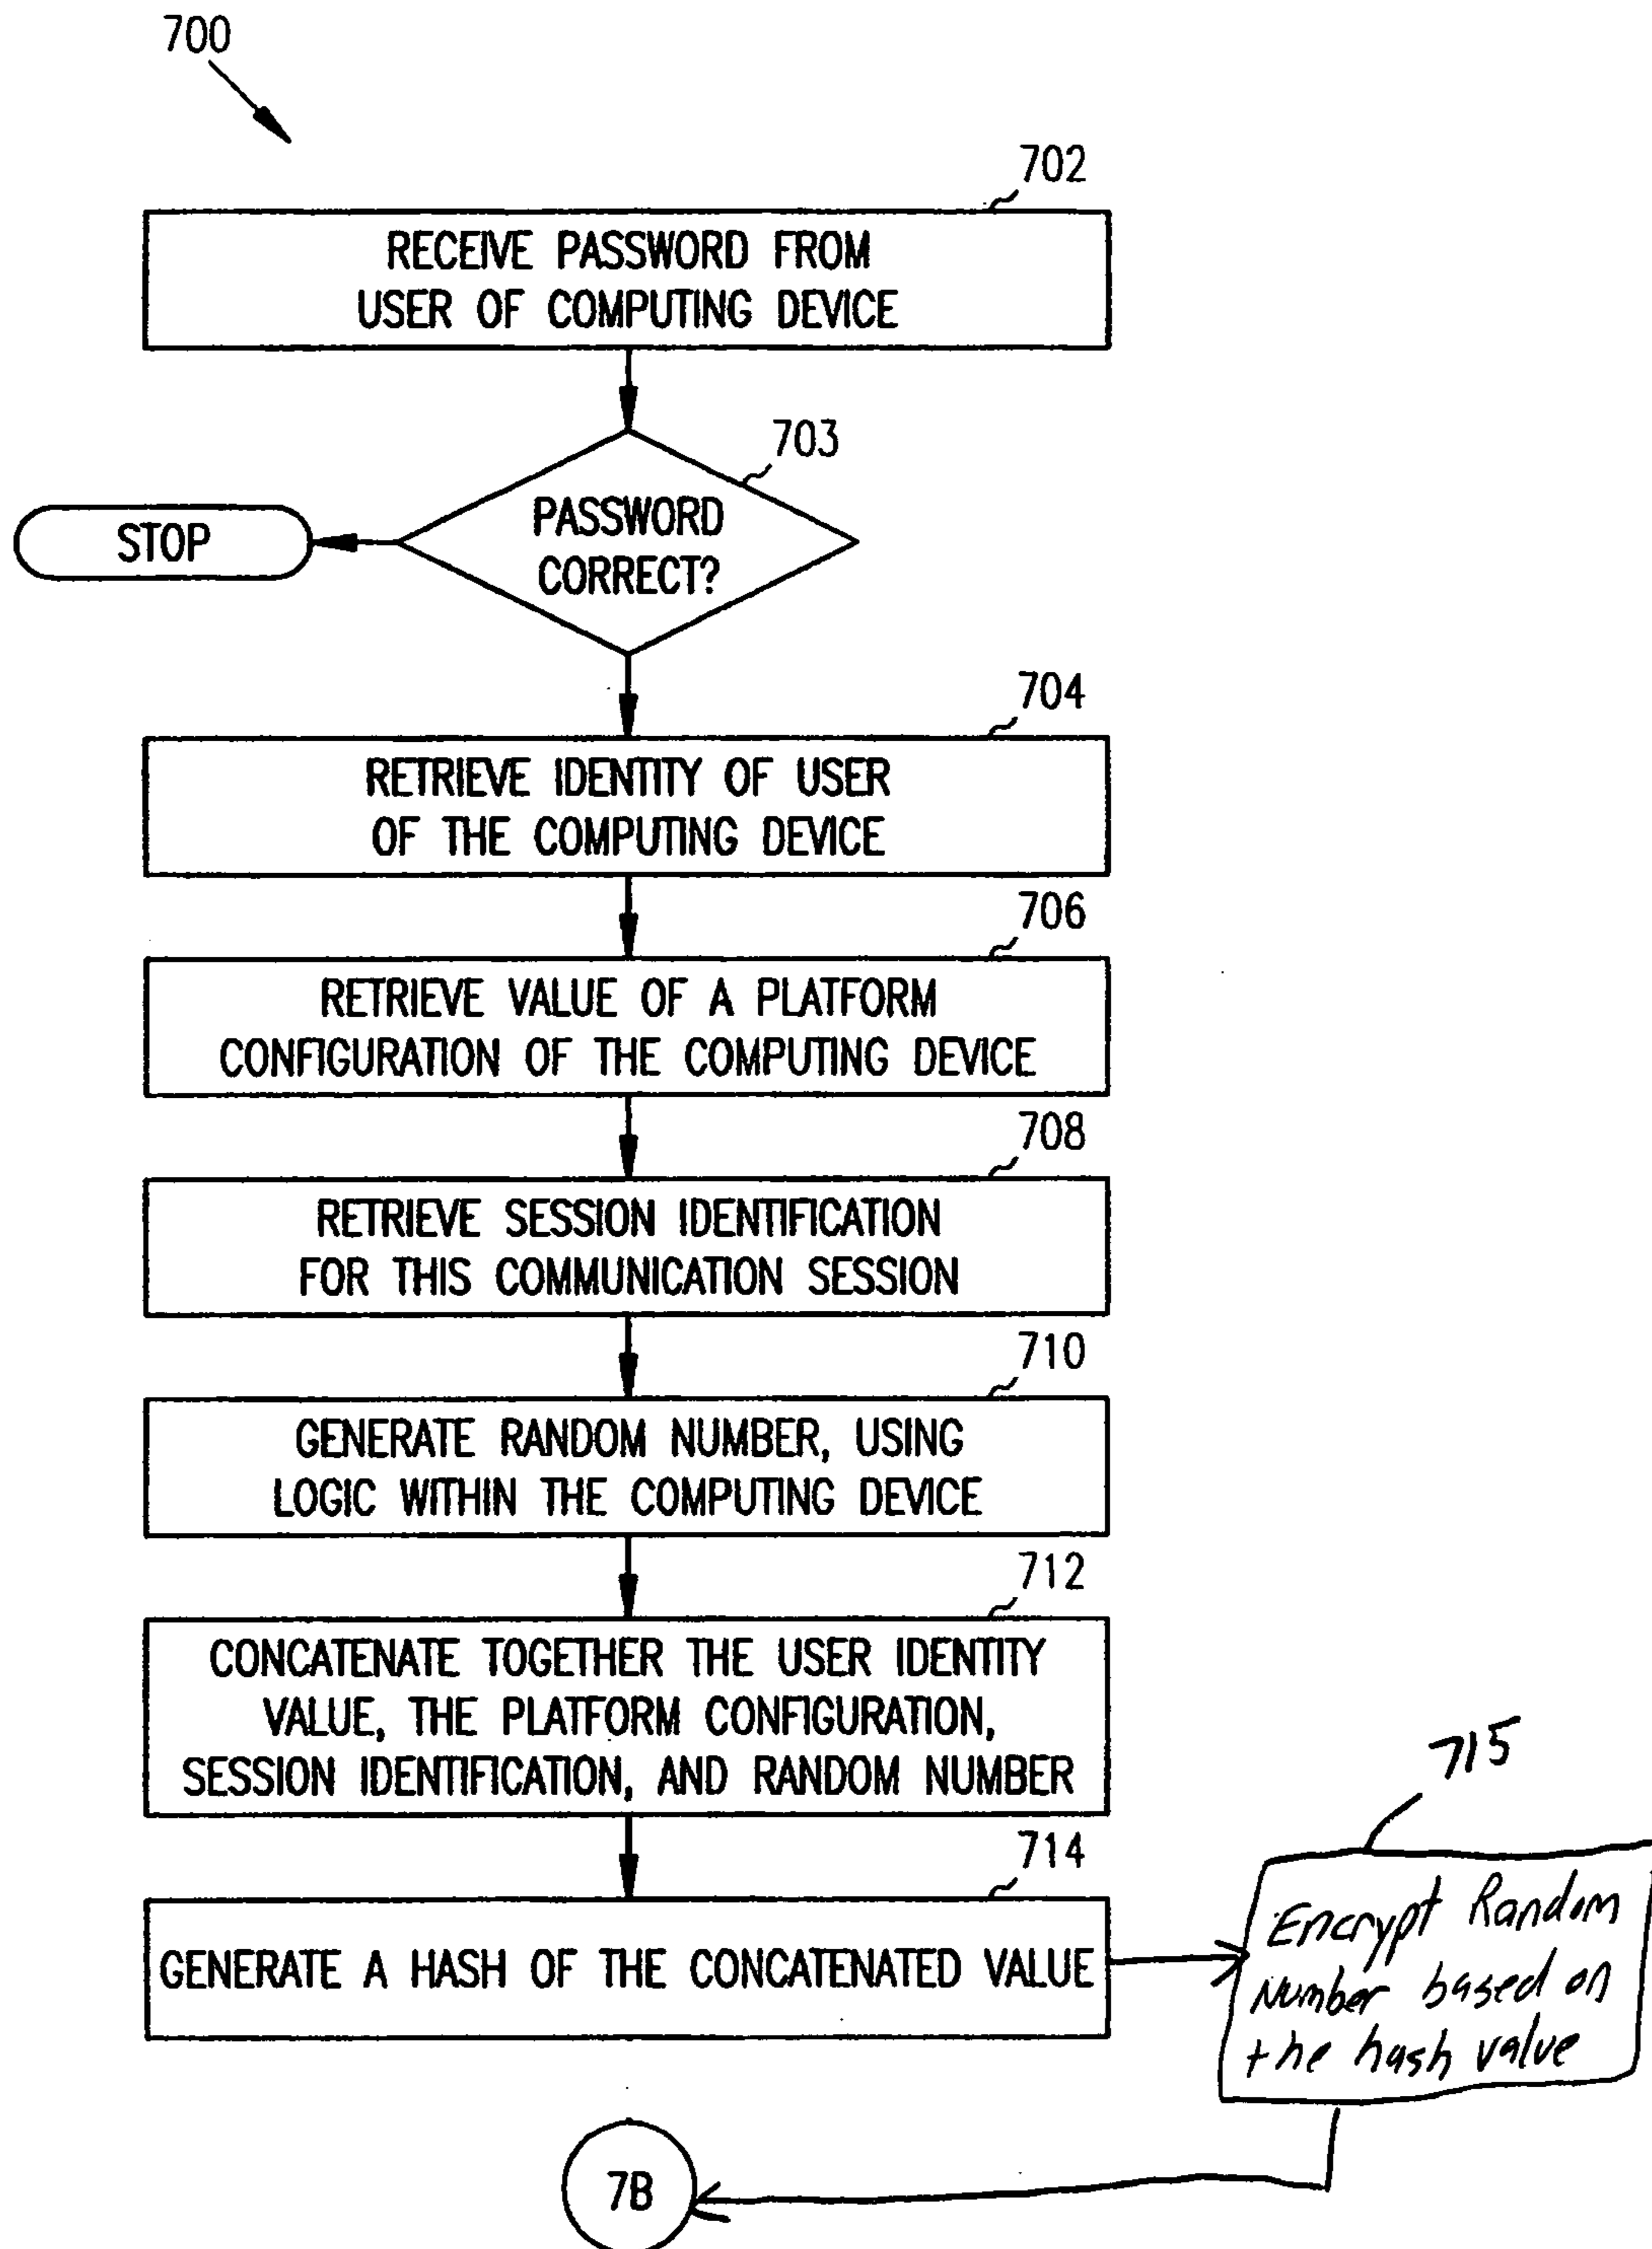 700
702
RECEIVE PASSWORD FROM
USER OF COMPUTING DEVICE
703
PASSWORD
CORRECT?
STOP
704
RETRIEVE IDENTITY OF USER
OF THE COMPUTING DEVICE
706
RETRIEVE VALUE OF A PLATFORM
CONFIGURATION OF THE COMPUTING DEVICE
708
RETRIEVE SESSION IDENTIFICATION
FOR THIS COMMUNICATION SESSION
710
GENERATE RANDOM NUMBER, USING
LOGIC WITHIN THE COMPUTING DEVICE
712
CONCATENATE TOGETHER THE USER IDENTITY
VALUE, THE PLATFORM CONFIGURATION,
SESSION IDENTIFICATION, AND RANDOM NUMBER
714
GENERATE A HASH OF THE CONCATENATED VALUE
715
Encrypt Random
Number based on
the hash value
7B